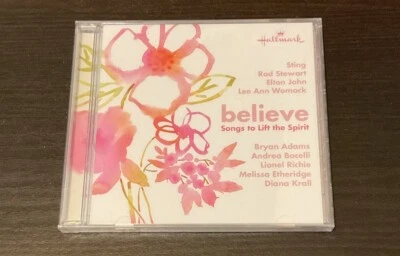 Hallmark
Sting
Rod Stewart
Elton John
Lee Ann Womack
believe
Songs to Lift the Spirit
Bryan Adams
Andrea Bocelli
Lionel Richie
Melissa Etheridge
Diana Krall